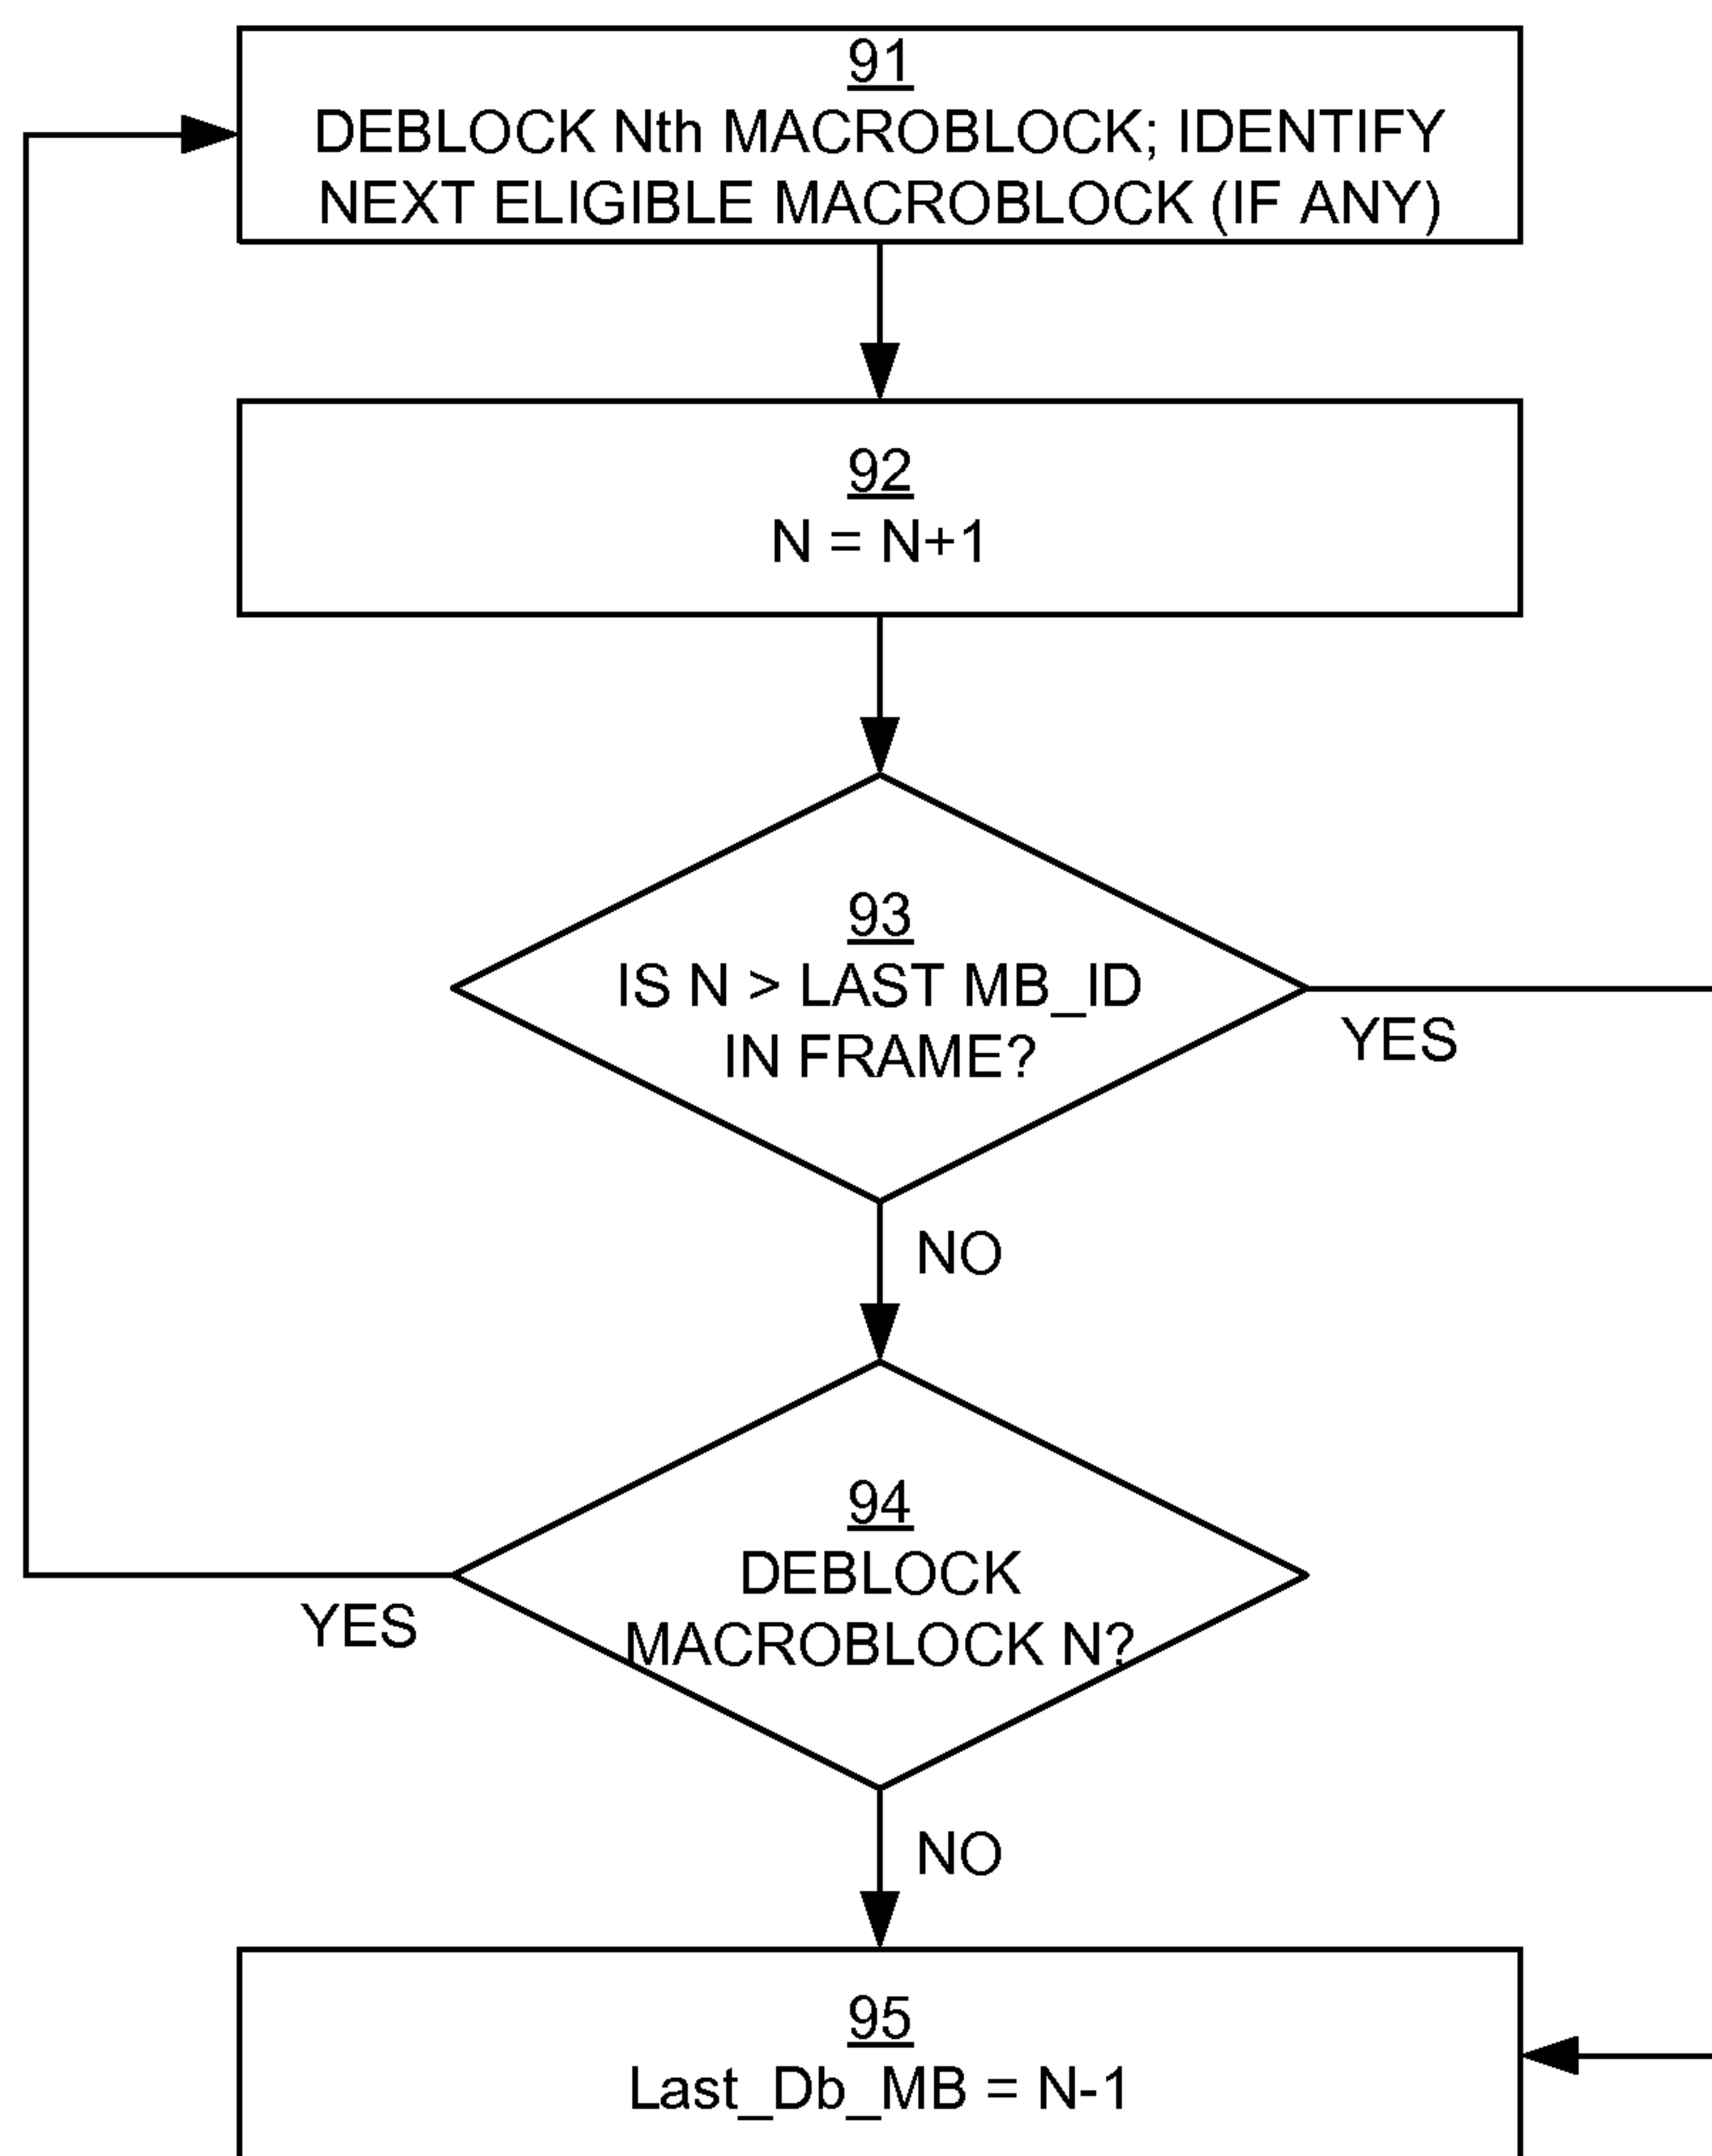 91
DEBLOCK Nth MACROBLOCK; IDENTIFY
NEXT ELIGIBLE MACROBLOCK (IF ANY)
92
N = N+1
93
IS N > LAST MB_ID
IN FRAME?
YES
NO
94
DEBLOCK
MACROBLOCK N?
YES
NO
95
Last_Db_MB = N-1